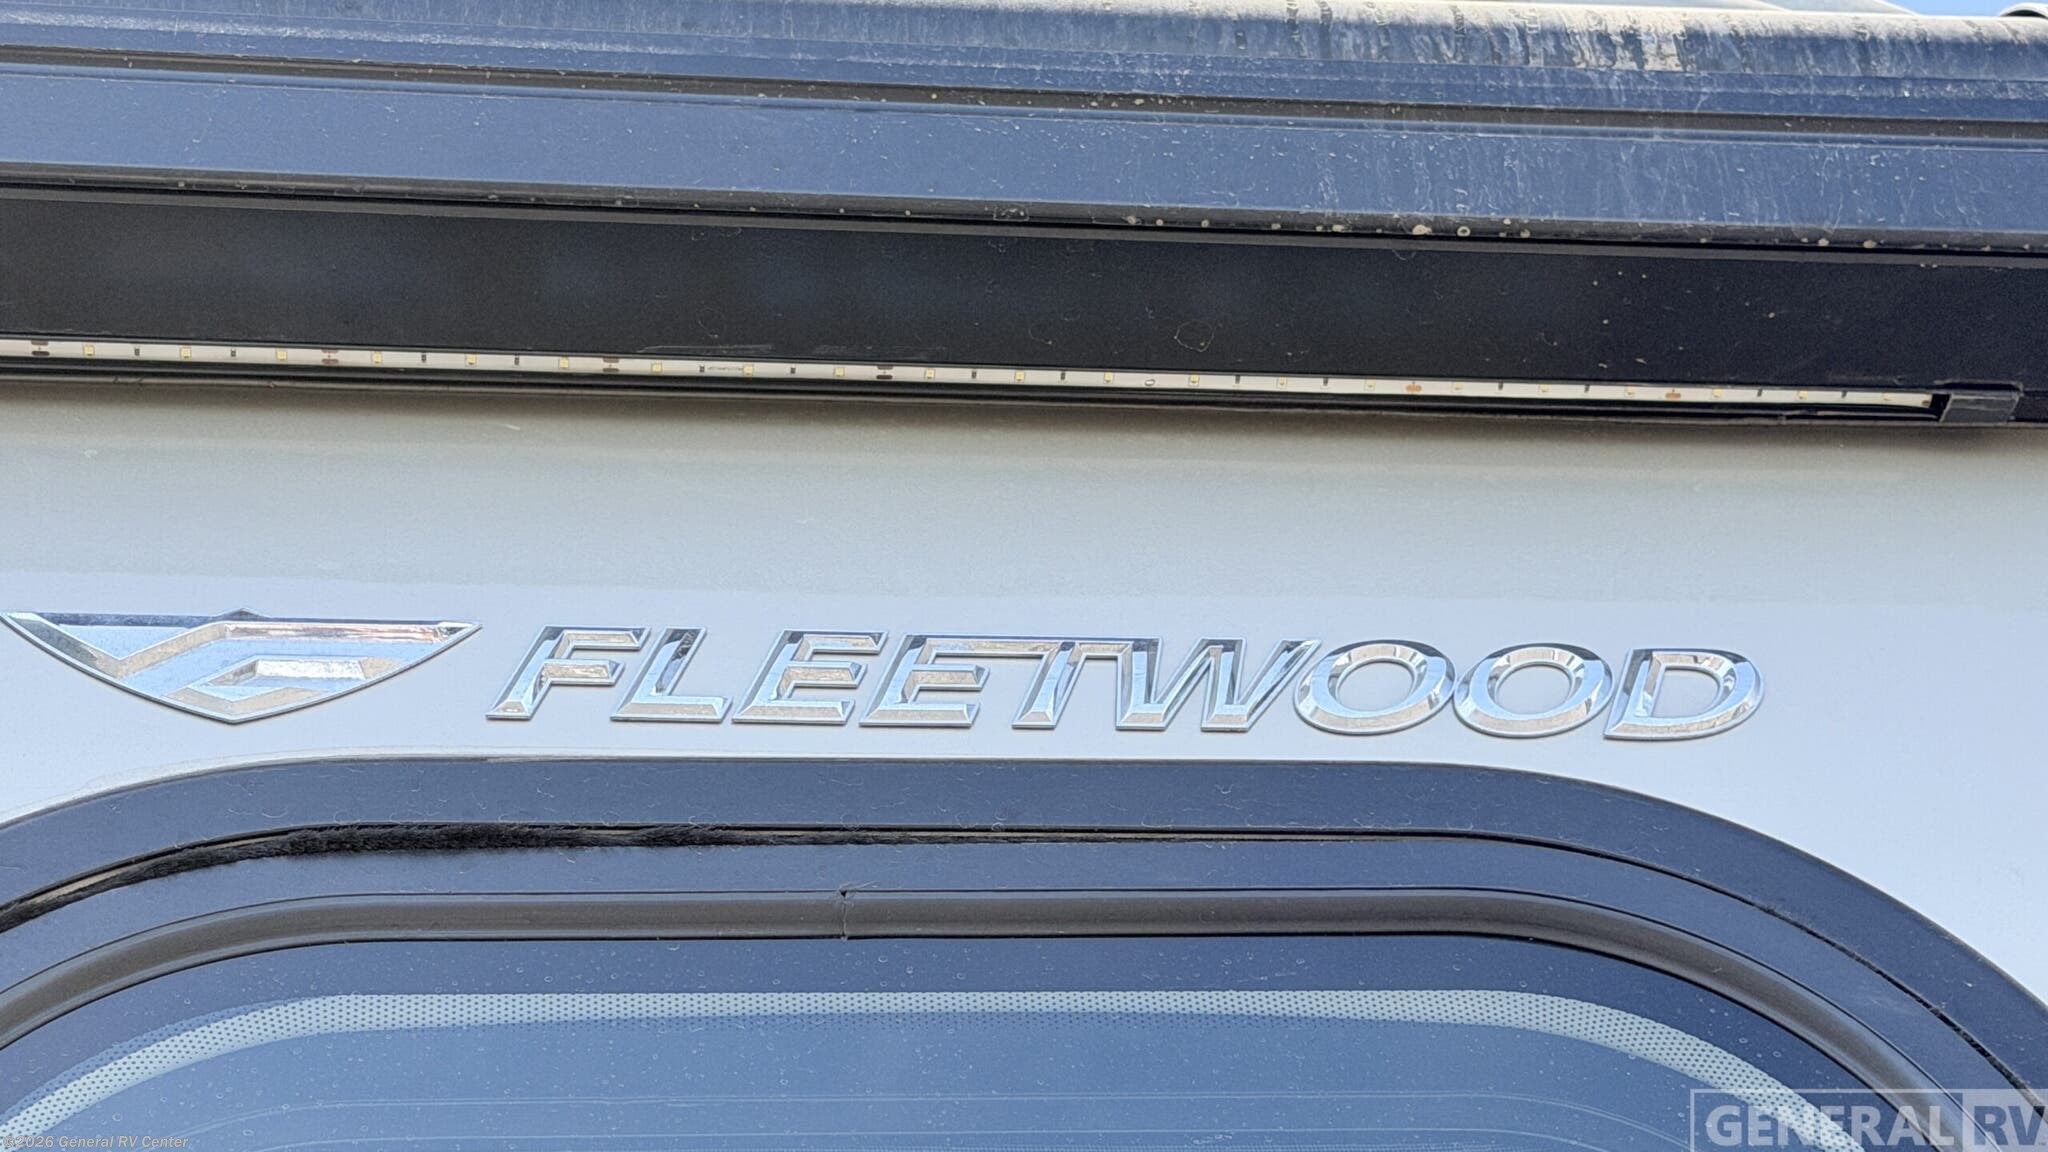 FLEETWOOD
GENERAL RV
©2026 General RV Center